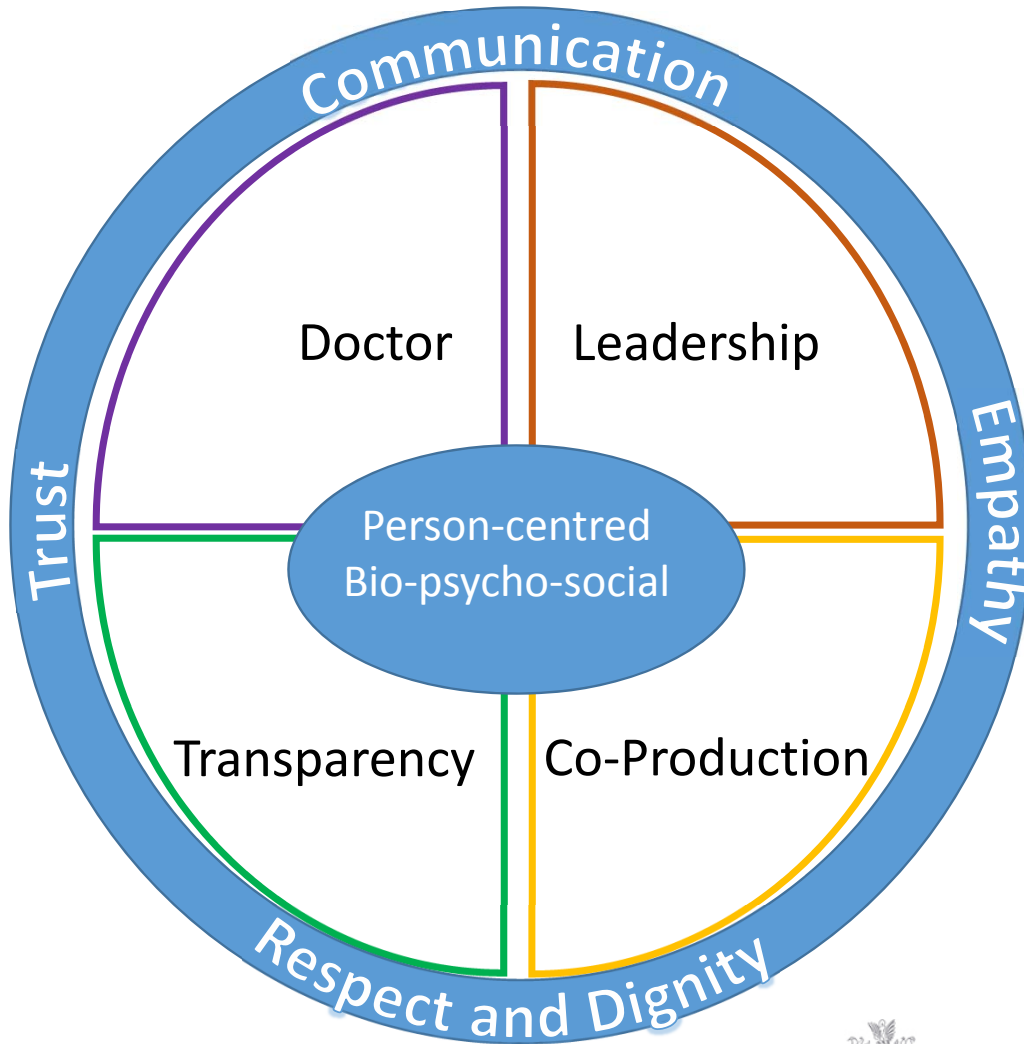 Communication
Doctor
Leadership
Trust
Empathy
Person-centred
Bio-psycho-social
Transparency
Co-Production
Respect and Dignity